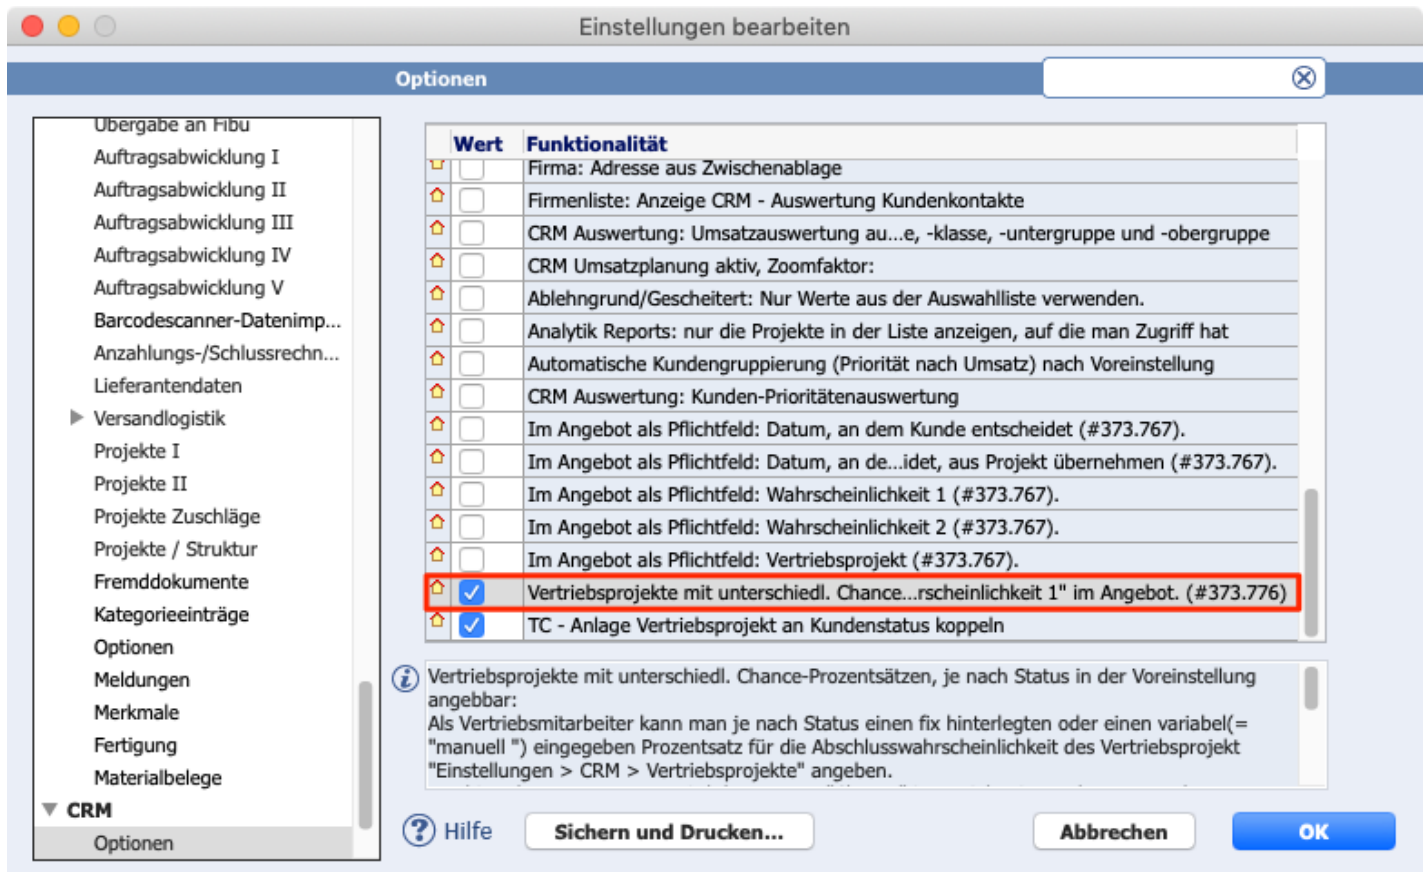 Einstellungen bearbeiten
Optionen
Übergabe an Fibu
Auftragsabwicklung I
Auftragsabwicklung II
Auftragsabwicklung III
Auftragsabwicklung IV
Auftragsabwicklung V
Barcodescanner-Datenimp...
Anzahlungs-/Schlussrechn...
Lieferantendaten
Versandlogistik
Projekte I
Projekte II
Projekte Zuschläge
Projekte / Struktur
Fremddokumente
Kategorieeinträge
Optionen
Meldungen
Merkmale
Fertigung
Materialbelege
CRM
Optionen
Wert Funktionalität
Firma: Adresse aus Zwischenablage
Firmenliste: Anzeige CRM - Auswertung Kundenkontakte
CRM Auswertung: Umsatzauswertung au...e, -klasse, -untergruppe und -obergruppe
CRM Umsatzplanung aktiv, Zoomfaktor:
Ablehngrund/Gescheitert: Nur Werte aus der Auswahlliste verwenden.
Analytik Reports: nur die Projekte in der Liste anzeigen, auf die man Zugriff hat
Automatische Kundengruppierung (Priorität nach Umsatz) nach Voreinstellung
CRM Auswertung: Kunden-Prioritätenauswertung
Im Angebot als Pflichtfeld: Datum, an dem Kunde entscheidet (#373.767).
Im Angebot als Pflichtfeld: Datum, an de...idet, aus Projekt übernehmen (#373.767).
Im Angebot als Pflichtfeld: Wahrscheinlichkeit 1 (#373.767).
Im Angebot als Pflichtfeld: Wahrscheinlichkeit 2 (#373.767).
Im Angebot als Pflichtfeld: Vertriebsprojekt (#373.767).
Vertriebsprojekte mit unterschiedl. Chance...rscheinlichkeit 1" im Angebot. (#373.776)
TC - Anlage Vertriebsprojekt an Kundenstatus koppeln
Vertriebsprojekte mit unterschiedl. Chance-Prozentsätzen, je nach Status in der Voreinstellung
angebbar:
Als Vertriebsmitarbeiter kann man je nach Status einen fix hinterlegten oder einen variabel(=
"manuell ") eingegeben Prozentsatz für die Abschlusswahrscheinlichkeit des Vertriebsprojekt
"Einstellungen > CRM > Vertriebsprojekte" angeben.
Hilfe
Sichern und Drucken...
Abbrechen
OK